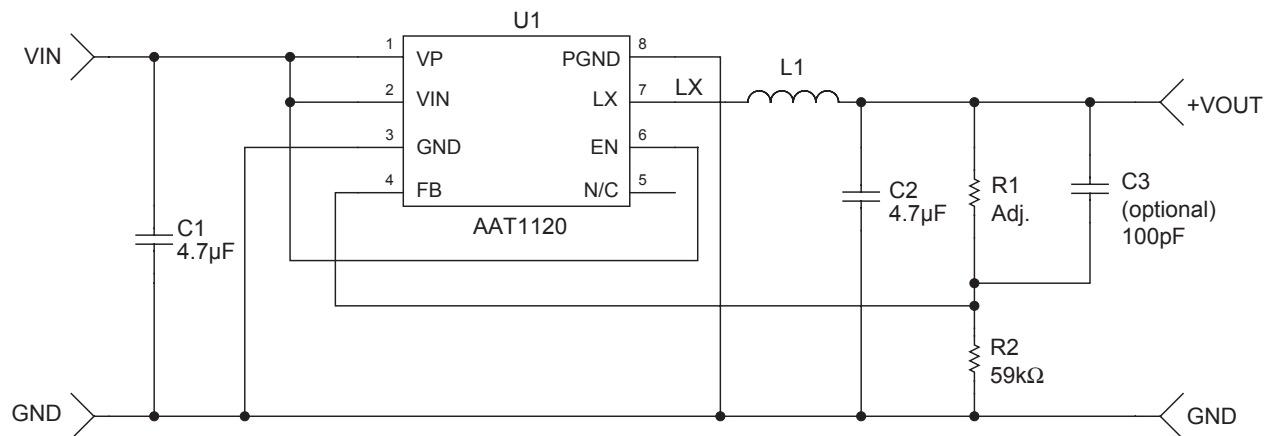 U1
VIN
1 VP
PGND 8
2 VIN
LX 7 LX
L1
+VOUT
3 GND
EN 6
4 FB
N/C 5
AAT1120
C1
4.7µF
C2
4.7µF
R1
Adj.
C3
(optional)
100pF
R2
59kΩ
GND
GND